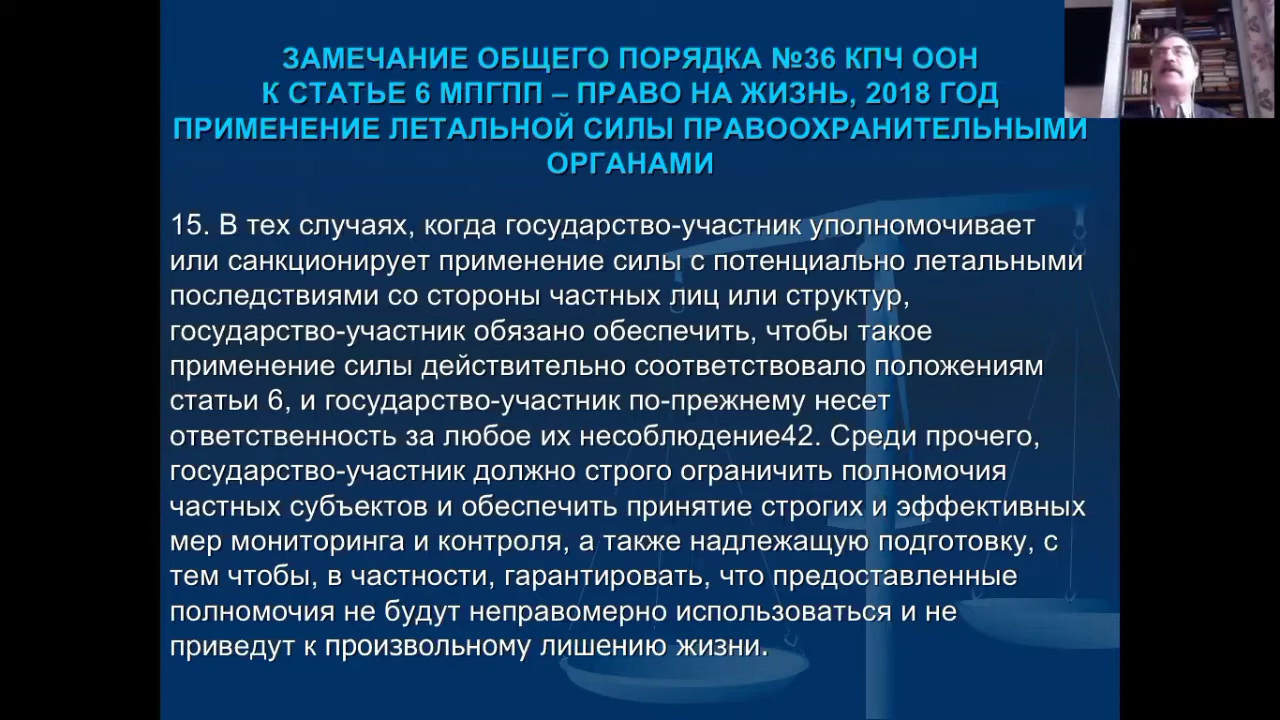 ЗАМЕЧАНИЕ ОБЩЕГО ПОРЯДКА №36 КПЧ ООН
К СТАТЬЕ 6 МПГПП – ПРАВО НА ЖИЗНЬ, 2018 ГОД
ПРИМЕНЕНИЕ ЛЕТАЛЬНОЙ СИЛЫ ПРАВООХРАНИТЕЛЬНЫМИ
ОРГАНАМИ
15. В тех случаях, когда государство-участник уполномочивает
или санкционирует применение силы с потенциально летальными
последствиями со стороны частных лиц или структур,
государство-участник обязано обеспечить, чтобы такое
применение силы действительно соответствовало положениям
статьи 6, и государство-участник по-прежнему несет
ответственность за любое их несоблюдение42. Среди прочего,
государство-участник должно строго ограничить полномочия
частных субъектов и обеспечить принятие строгих и эффективных
мер мониторинга и контроля, а также надлежащую подготовку, с
тем чтобы, в частности, гарантировать, что предоставленные
полномочия не будут неправомерно использоваться и не
приведут к произвольному лишению жизни.